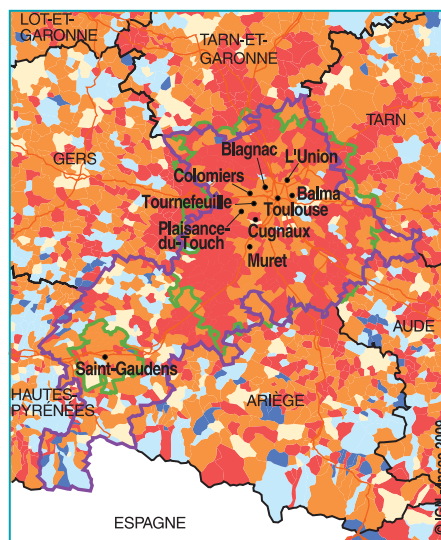 LOT-ET-
GARONNE
TARN-ET-
GARONNE
TARN
GERS
Blagnac
L'Union
Colomiers
Balma
Tournefeuille
Toulouse
Plaisance-
du-Touch
Cugnaux
Muret
AUDE
Saint-Gaudens
HAUTES-
PYRÉNÉES
ARIÈGE
ESPAGNE